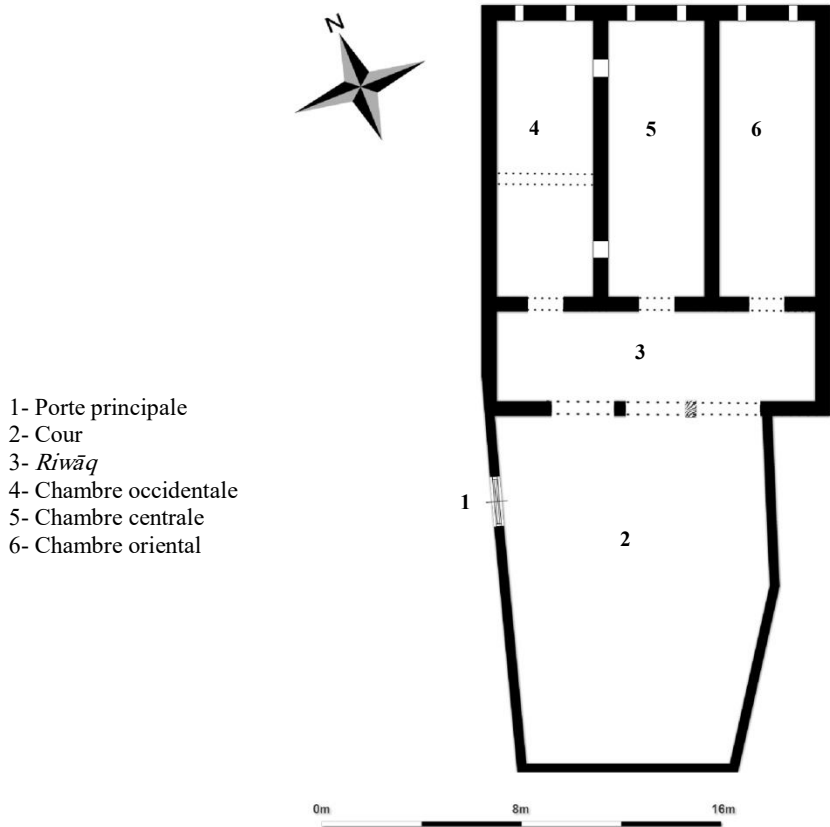 N
4
5
6
3
1- Porte principale
2- Cour
3- Riwāq
4- Chambre occidentale
5- Chambre centrale
6- Chambre oriental
1
2
0m
8m
16m